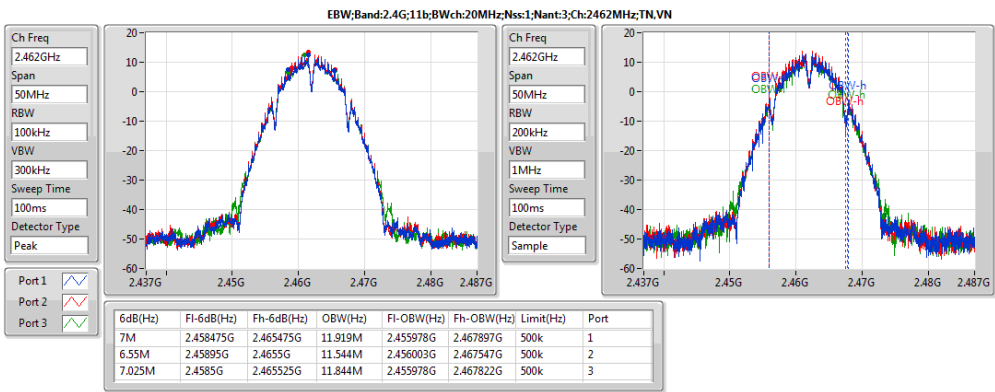 EBW;Band:2.4G;11b;BWch:20MHz;Nss:1;Nant:3;Ch:2462MHz;TN,VN
Ch Freq
2.462GHz
Span
50MHz
RBW
100kHz
VBW
300kHz
Sweep Time
100ms
Detector Type
Peak
20
10
0
-10
-20
-30
-40
-50
-60
2.437G 2.45G 2.46G 2.47G 2.487G
Ch Freq
2.462GHz
Span
50MHz
RBW
200kHz
VBW
1MHz
Sweep Time
100ms
Detector Type
Sample
20
10
0
-10
-20
-30
-40
-50
-60
OBW-h
2.437G 2.45G 2.46G 2.47G 2.487G
Port 1
Port 2
Port 3
6dB(Hz) Fl-6dB(Hz) Fh-6dB(Hz) OBW(Hz) Fl-OBW(Hz) Fh-OBW(Hz) Limit(Hz) Port
7M 2.458475G 2.465475G 11.919M 2.455978G 2.467897G 500k 1
6.55M 2.45895G 2.4655G 11.544M 2.456003G 2.467547G 500k 2
7.025M 2.4585G 2.465525G 11.844M 2.455978G 2.467822G 500k 3